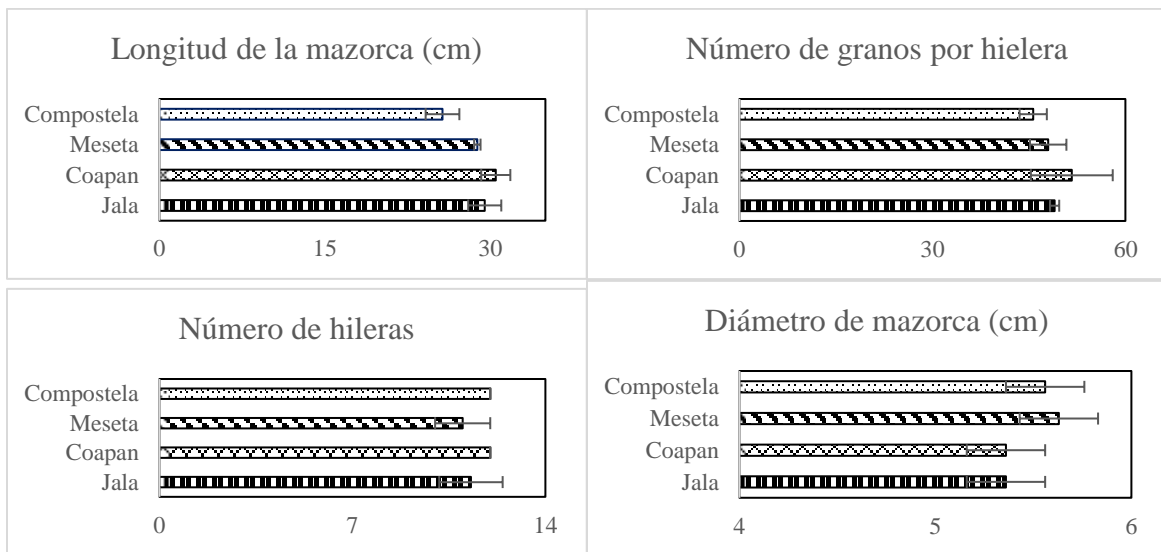 Longitud de la mazorca (cm)
Compostela
Meseta
Coapan
Jala
0 15 30
Número de granos por hielera
Compostela
Meseta
Coapan
Jala
0 30 60
Número de hileras
Compostela
Meseta
Coapan
Jala
0 7 14
Diámetro de mazorca (cm)
Compostela
Meseta
Coapan
Jala
4 5 6